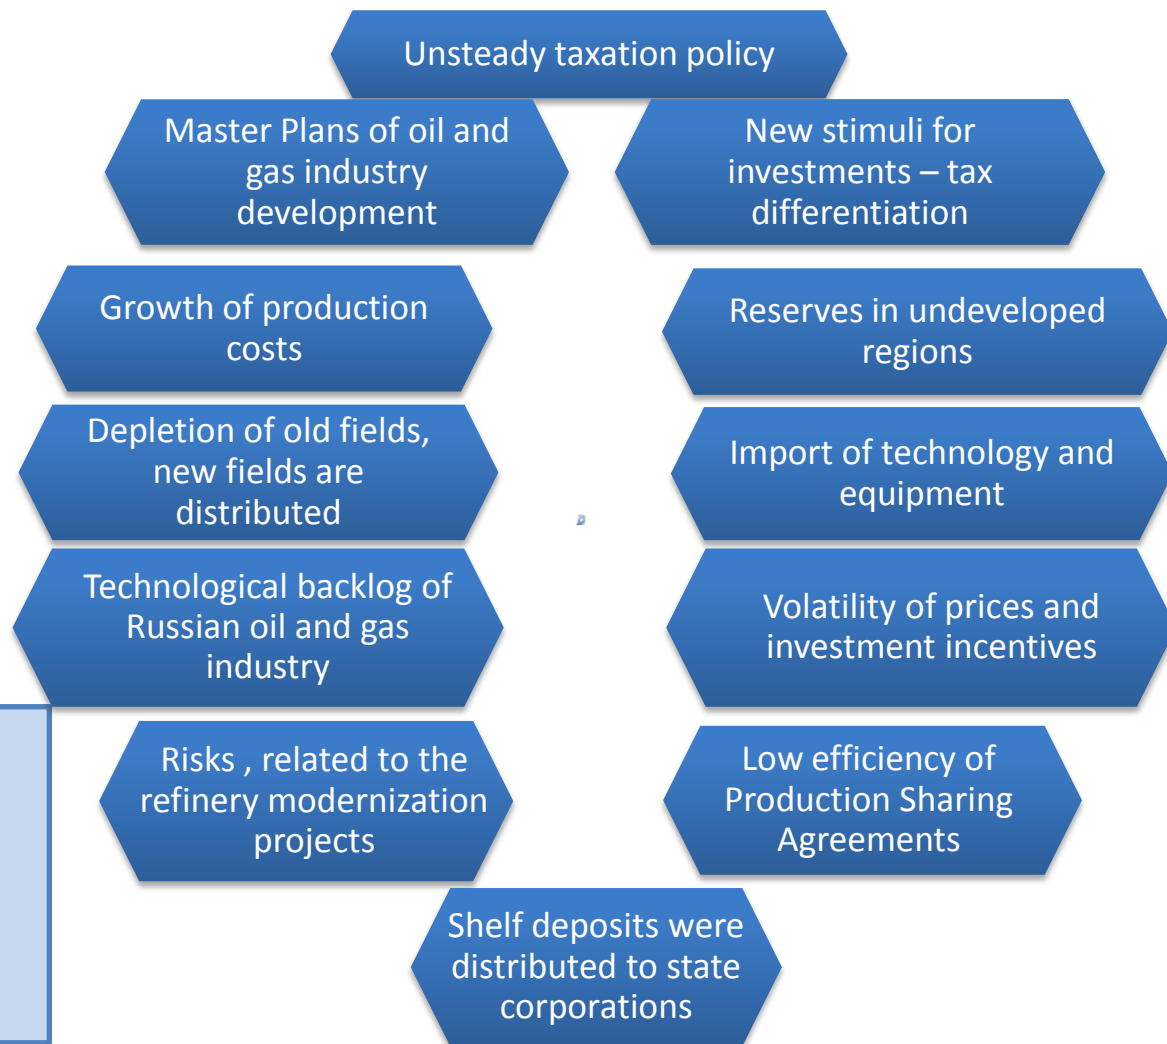 Unsteady taxation policy
Master Plans of oil and
gas industry
development
New stimuli for
investments – tax
differentiation
Growth of production
costs
Reserves in undeveloped
regions
Depletion of old fields,
new fields are
distributed
Import of technology and
equipment
Technological backlog of
Russian oil and gas
industry
Volatility of prices and
investment incentives
Risks , related to the
refinery modernization
projects
Low efficiency of
Production Sharing
Agreements
Shelf deposits were
distributed to state
corporations